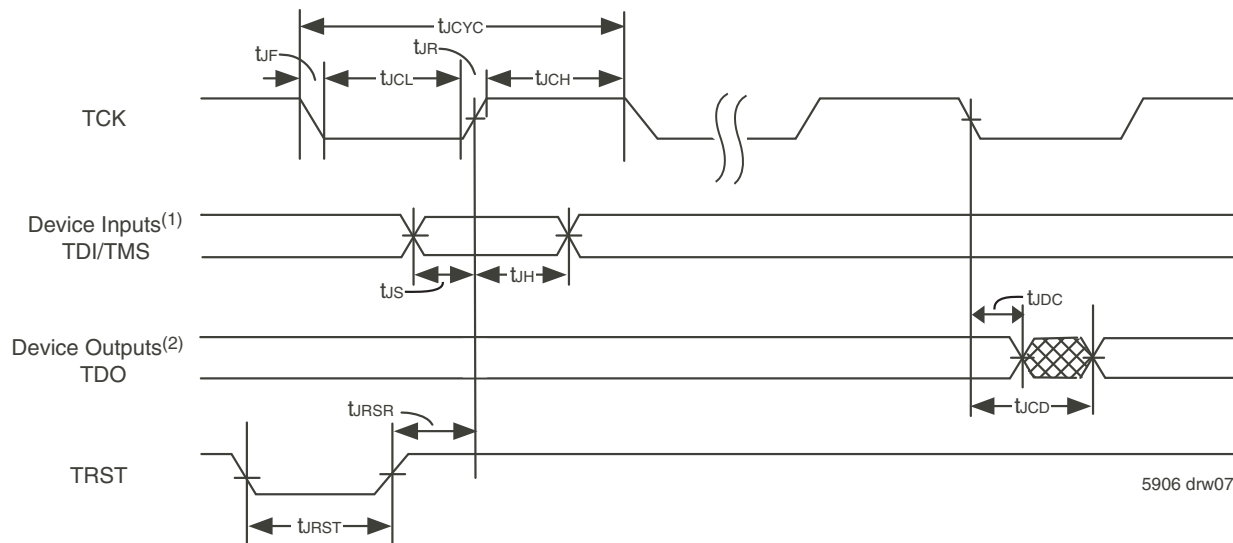 tJCYC
tJF
tJR
tJCL
tJCH
TCK
Device Inputs(1)
TDI/TMS
tJS
tJH
tJDC
Device Outputs(2)
TDO
tJCD
tJRSR
TRST
5906 drw07
tJRST